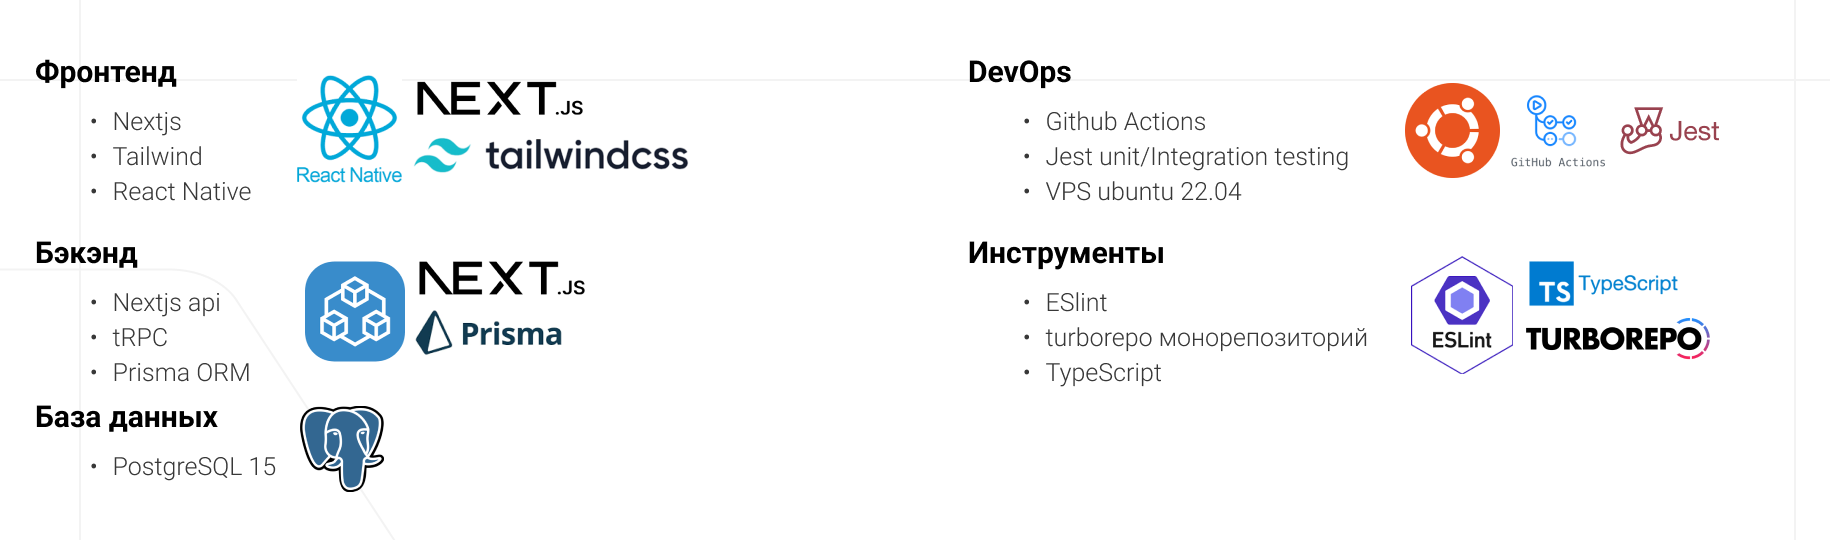 Фронтенд
• Nextjs
• Tailwind
• React Native
React Native
NEXT.JS
tailwindcss
Бэкэнд
• Nextjs api
• tRPC
• Prisma ORM
NEXT.JS
Prisma
База данных
• PostgreSQL 15
DevOps
• Github Actions
• Jest unit/Integration testing
• VPS ubuntu 22.04
GitHub Actions
Jest
Инструменты
• ESlint
• turborepo монорепозиторий
• TypeScript
ESLint
TS TypeScript
TURBOREPO